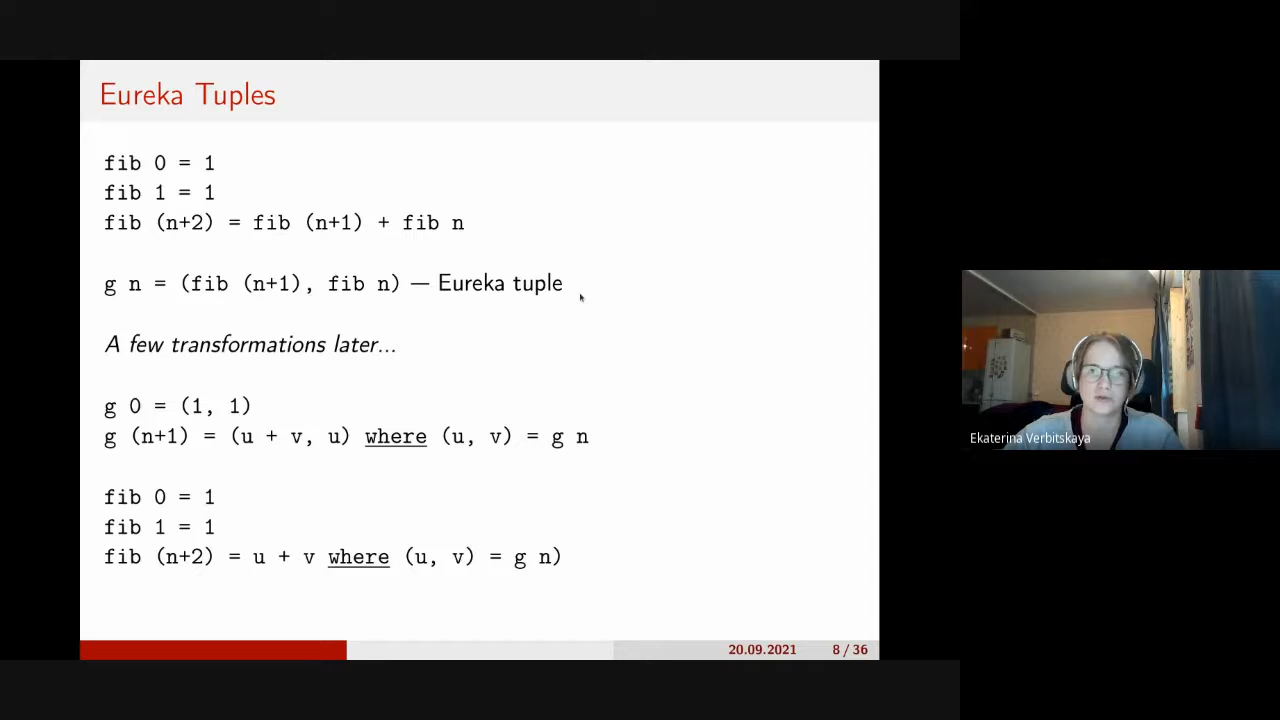 Eureka Tuples
fib 0 = 1
fib 1 = 1
fib (n+2) = fib (n+1) + fib n
g n = (fib (n+1), fib n) — Eureka tuple
A few transformations later...
g 0 = (1, 1)
g (n+1) = (u + v, u) where (u, v) = g n
fib 0 = 1
fib 1 = 1
fib (n+2) = u + v where (u, v) = g n)
20.09.2021 8 / 36
Ekaterina Verbitskaya